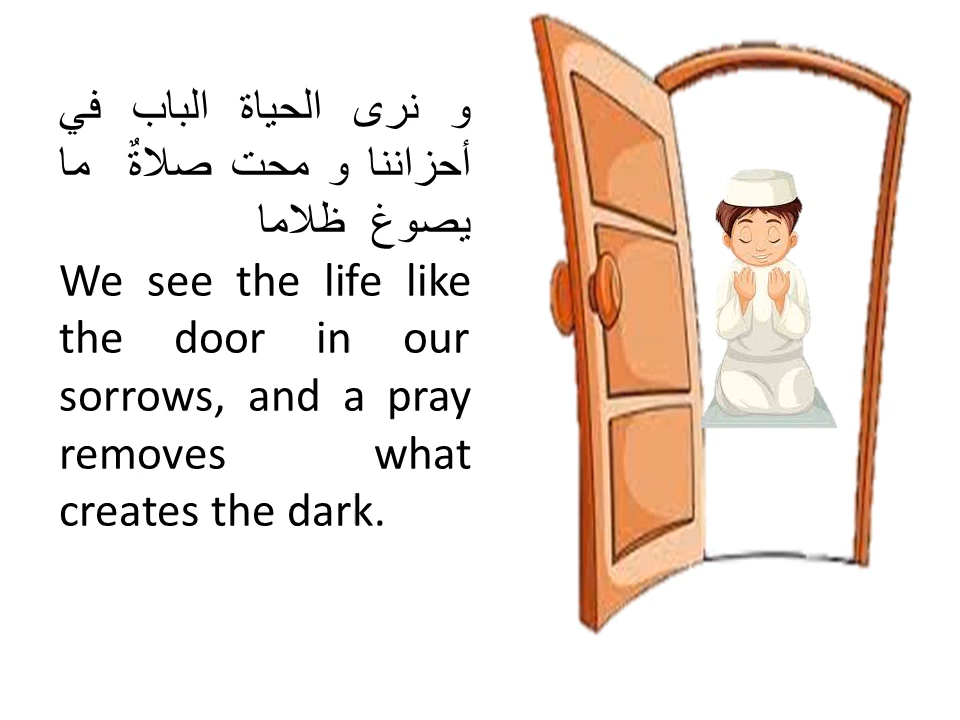 و نرى الحياة الباب في
أحزاننا و محت صلاةٌ ما
يصوغ ظلاما
We see the life like
the door in our
sorrows, and a pray
removes what
creates the dark.